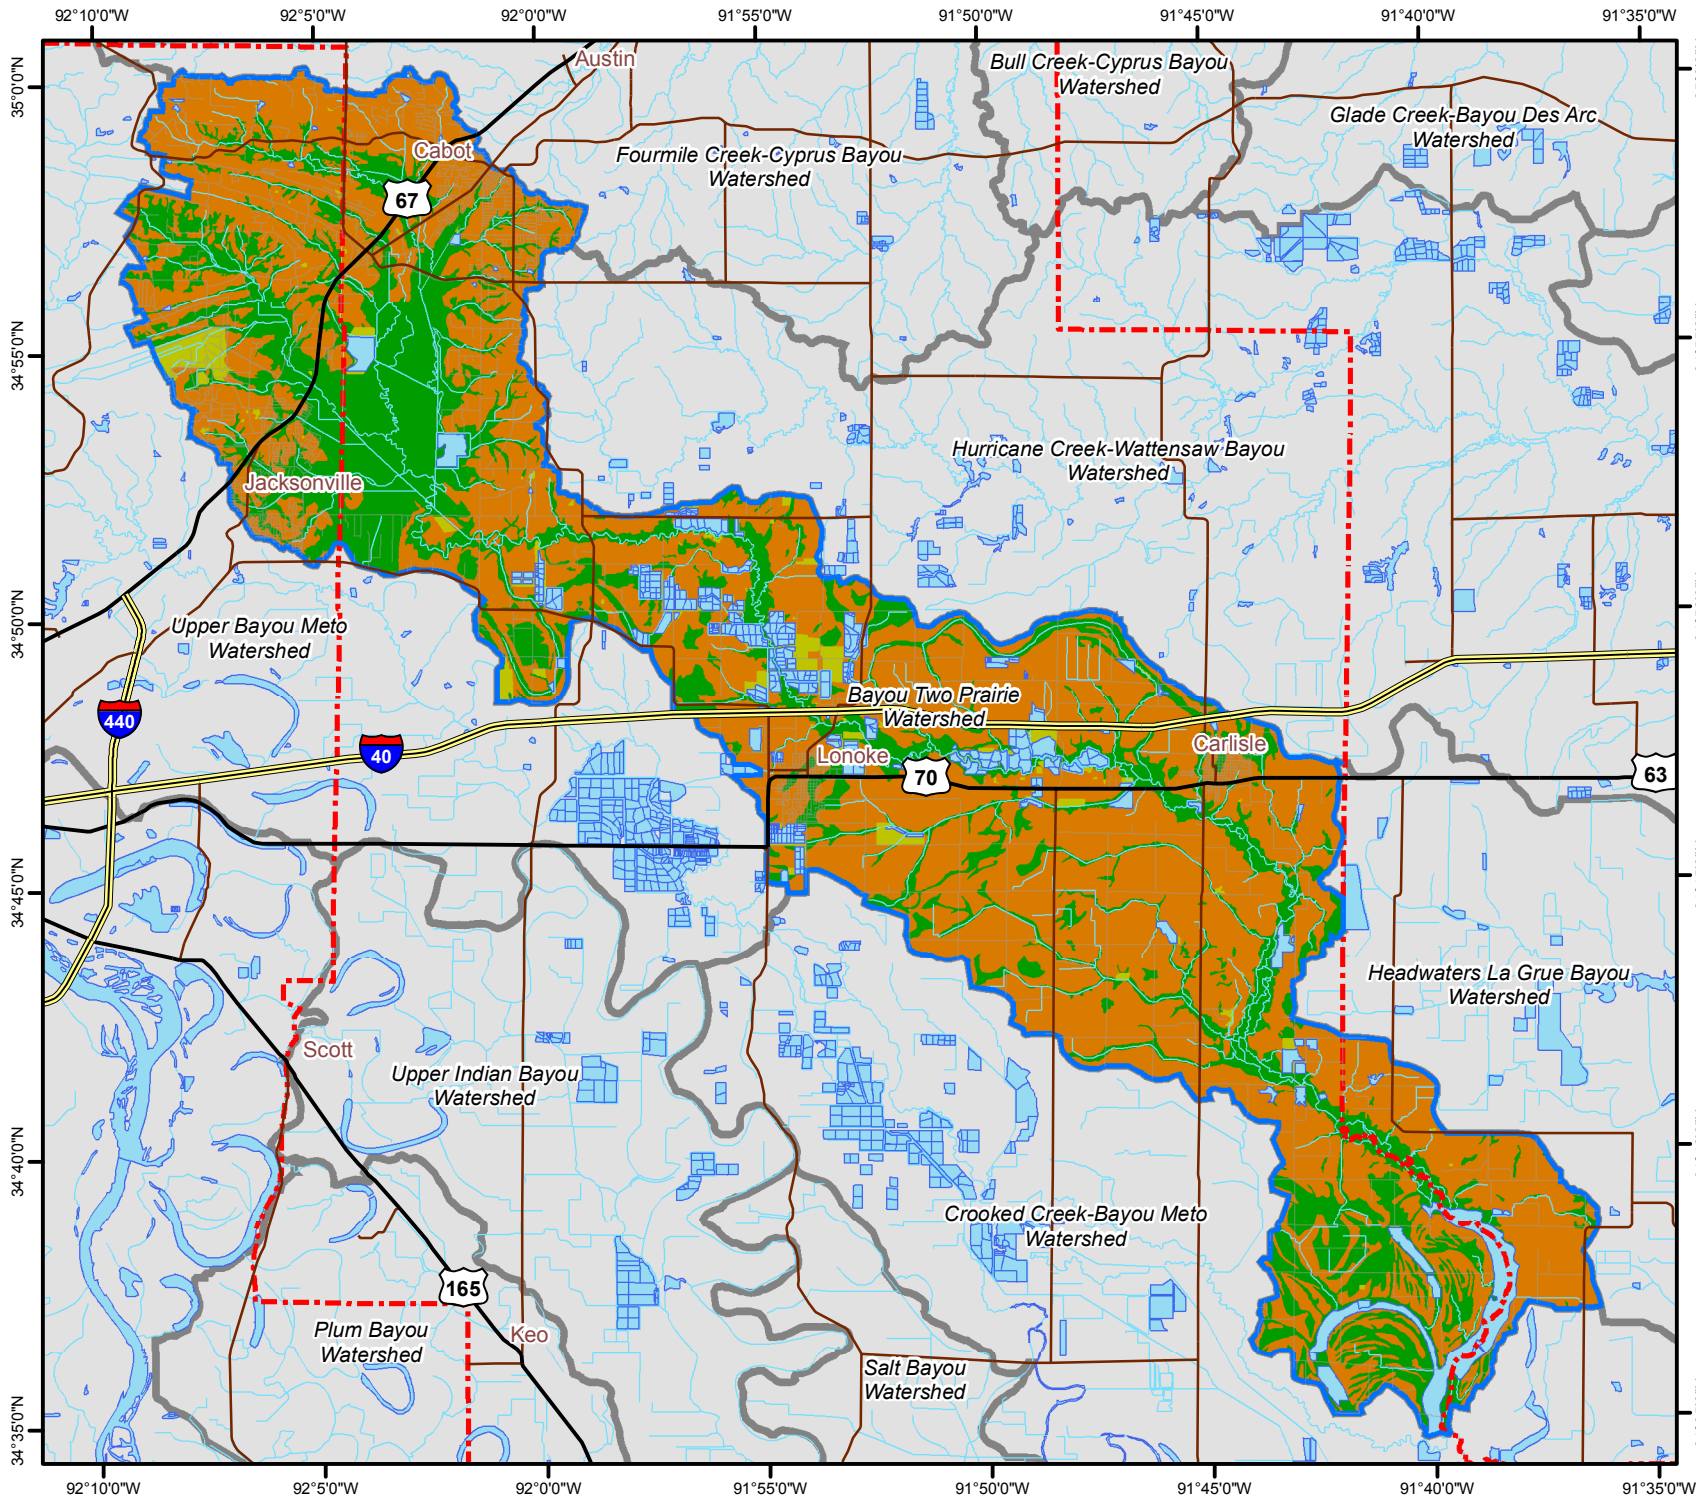 92°10'0"W
92°5'0"W
92°0'0"W
91°55'0"W
91°50'0"W
91°45'0"W
91°40'0"W
91°35'0"W
35°0'0"N
34°55'0"N
34°50'0"N
34°45'0"N
34°40'0"N
34°35'0"N
Austin
Bull Creek-Cyprus Bayou
Watershed
Glade Creek-Bayou Des Arc
Watershed
Cabot
Fourmile Creek-Cyprus Bayou
Watershed
67
Hurricane Creek-Wattensaw Bayou
Watershed
Jacksonville
Upper Bayou Meto
Watershed
Bayou Two Prairie
Watershed
440
40
Lonoke
Carlisle
70
63
Headwaters La Grue Bayou
Watershed
Scott
Upper Indian Bayou
Watershed
Crooked Creek-Bayou Meto
Watershed
165
Plum Bayou
Watershed
Keo
Salt Bayou
Watershed
92°10'0"W
92°5'0"W
92°0'0"W
91°55'0"W
91°50'0"W
91°45'0"W
91°40'0"W
91°35'0"W